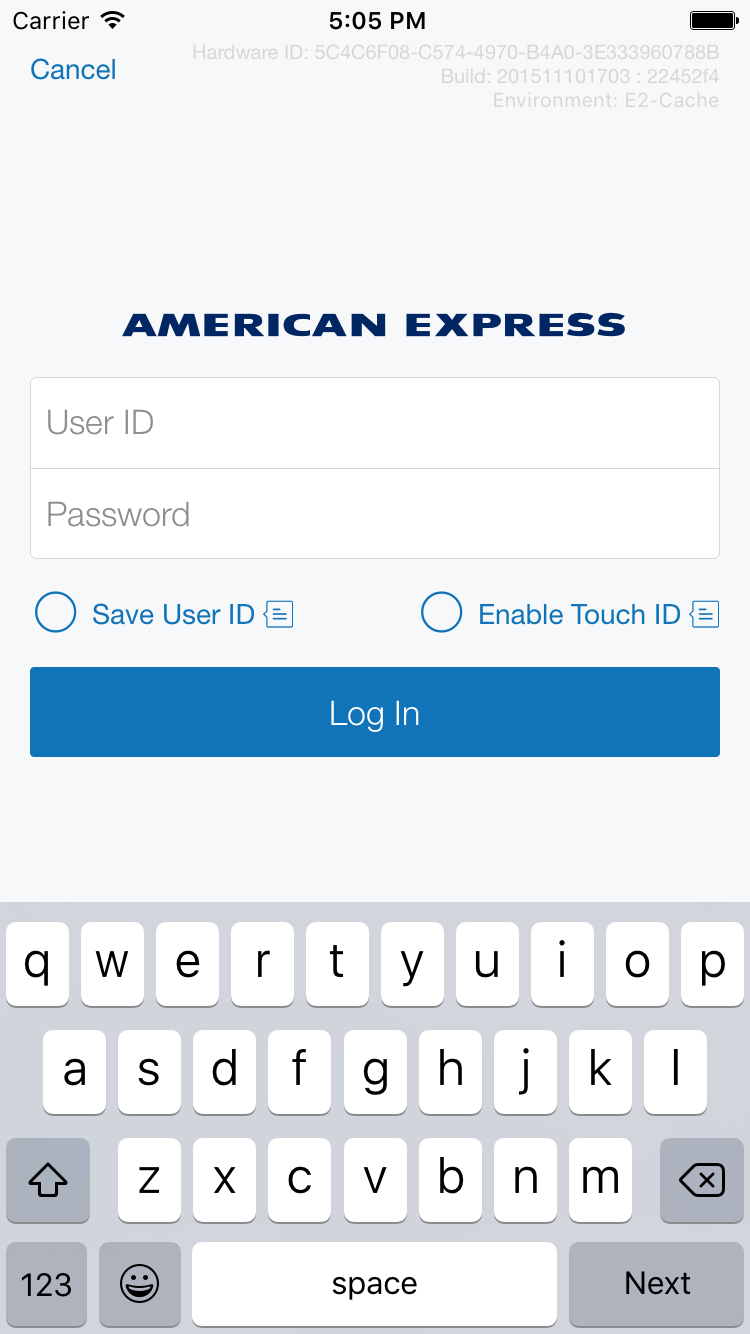 Carrier 5:05 PM
Hardware ID: 5C4C6F08-C574-4970-B4A0-3E333960788B
Cancel
Build: 201511101703 : 22452f4
Environment: E2-Cache
AMERICAN EXPRESS
User ID
Password
Save User ID Enable Touch ID
Log In
q w e r t y u i o p
a s d f g h j k l
z x c v b n m
123 space Next